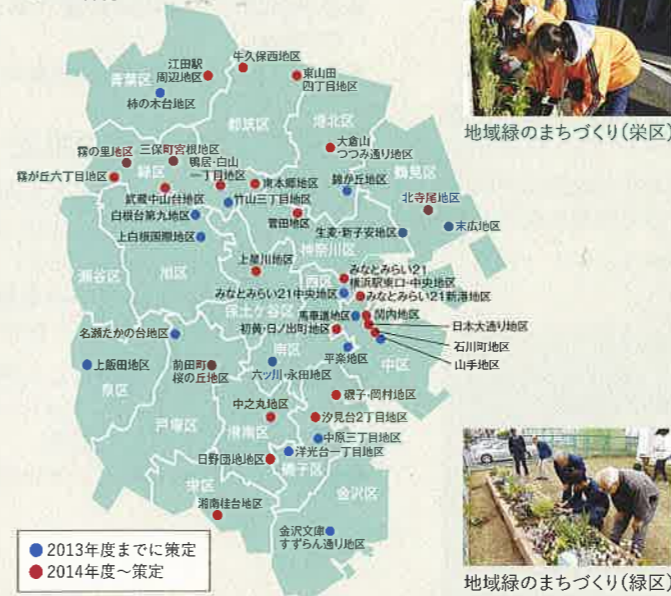 江田駅
周辺地区
牛久保西地区
東山田
四丁目地区
青葉区
柿の木台地区
都筑区
港北区
大倉山
つつみ通り地区
霧の里地区
三保町宮根地区
鴨居・白山
一丁目地区
緑区
霧が丘六丁目地区
東本郷地区
錦が丘地区
鶴見区
武蔵中山台地区
竹山三丁目地区
北寺尾地区
白根台第九地区
菅田地区
生麦・新子安地区
末広地区
上白根国際地区
神奈川区
上星川地区
瀬谷区
旭区
西区
みなとみらい21
横浜駅東口・中央地区
みなとみらい21中央地区
みなとみらい21新港地区
保土ケ谷区
馬車道地区
関内地区
初黄・日ノ出町地区
日本大通り地区
石川町地区
山手地区
名瀬たかの台地区
南区
平楽地区
中区
上飯田地区
前田町
桜の丘地区
六ツ川・永田地区
泉区
磯子・岡村地区
中之丸地区
汐見台2丁目地区
戸塚区
港南区
中原三丁目地区
洋光台一丁目地区
日野団地地区
磯子区
栄区
金沢区
湘南桂台地区
金沢文庫
すずらん通り地区
2013年度までに策定
2014年度～策定
地域緑のまちづくり(栄区)
地域緑のまちづくり(緑区)